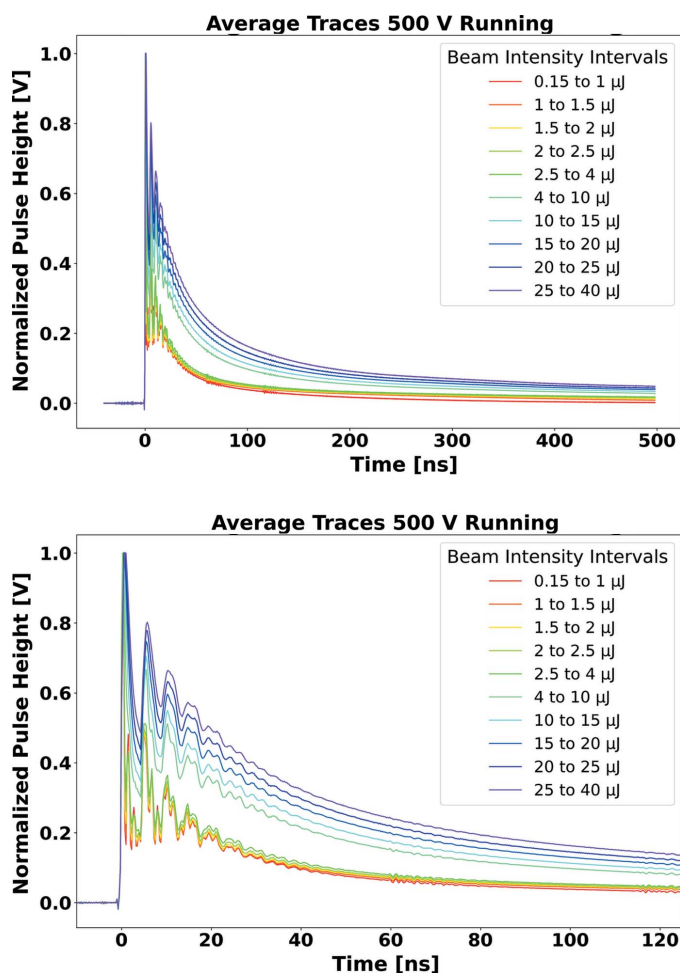 Average Traces 500 V Running
Normalized Pulse Height [V]
1.0
0.8
0.6
0.4
0.2
0.0
Beam Intensity Intervals
0.15 to 1 μJ
1 to 1.5 μJ
1.5 to 2 μJ
2 to 2.5 μJ
2.5 to 4 μJ
4 to 10 μJ
10 to 15 μJ
15 to 20 μJ
20 to 25 μJ
25 to 40 μJ
0 100 200 300 400 500
Time [ns]
Average Traces 500 V Running
Normalized Pulse Height [V]
1.0
0.8
0.6
0.4
0.2
0.0
Beam Intensity Intervals
0.15 to 1 μJ
1 to 1.5 μJ
1.5 to 2 μJ
2 to 2.5 μJ
2.5 to 4 μJ
4 to 10 μJ
10 to 15 μJ
15 to 20 μJ
20 to 25 μJ
25 to 40 μJ
0 20 40 60 80 100 120
Time [ns]